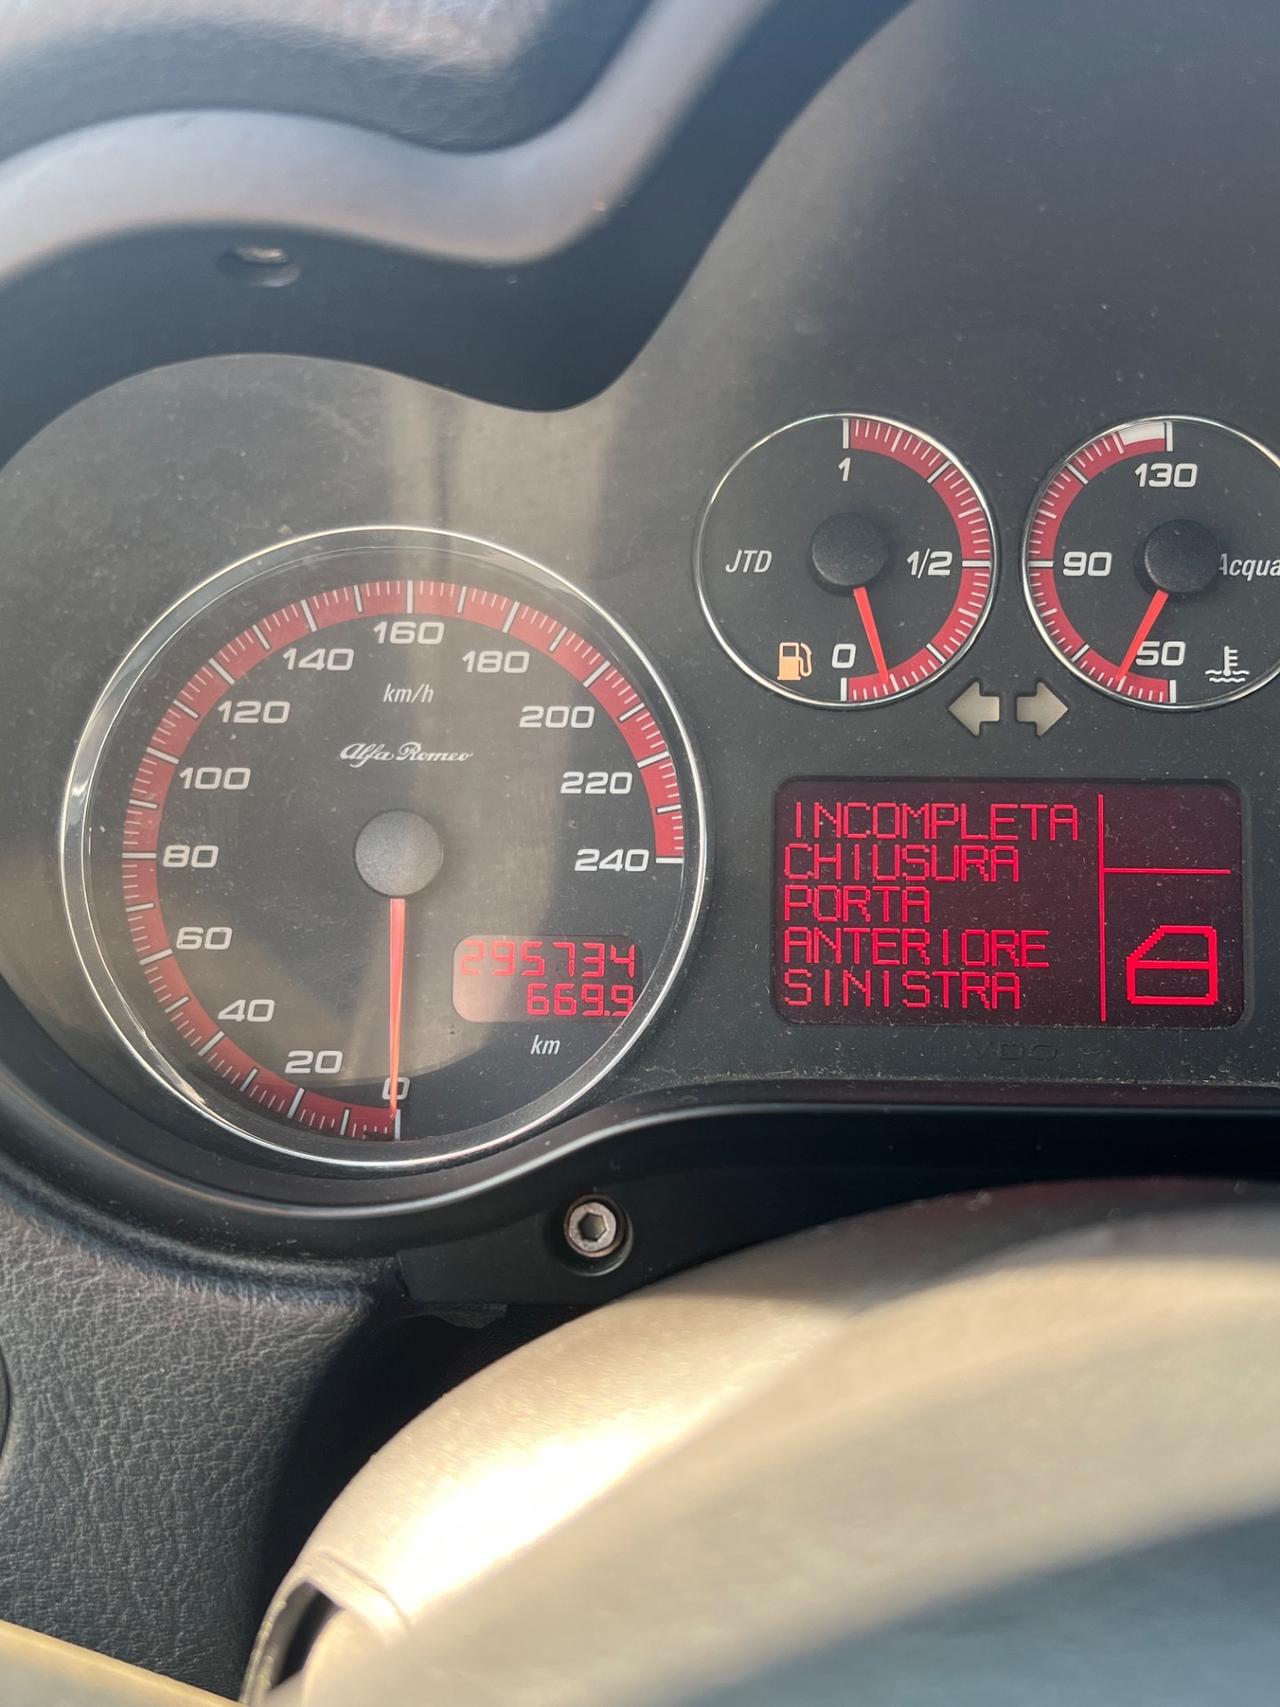 1
JTD
1/2
0
130
90
Acqua
50
160
140
180
km/h
120
200
Alfa Romeo
100
220
80
240
60
295734
669.9
40
km
20
0
INCOMPLETA
CHIUSURA
PORTA
ANTERIORE
SINISTRA
VDO